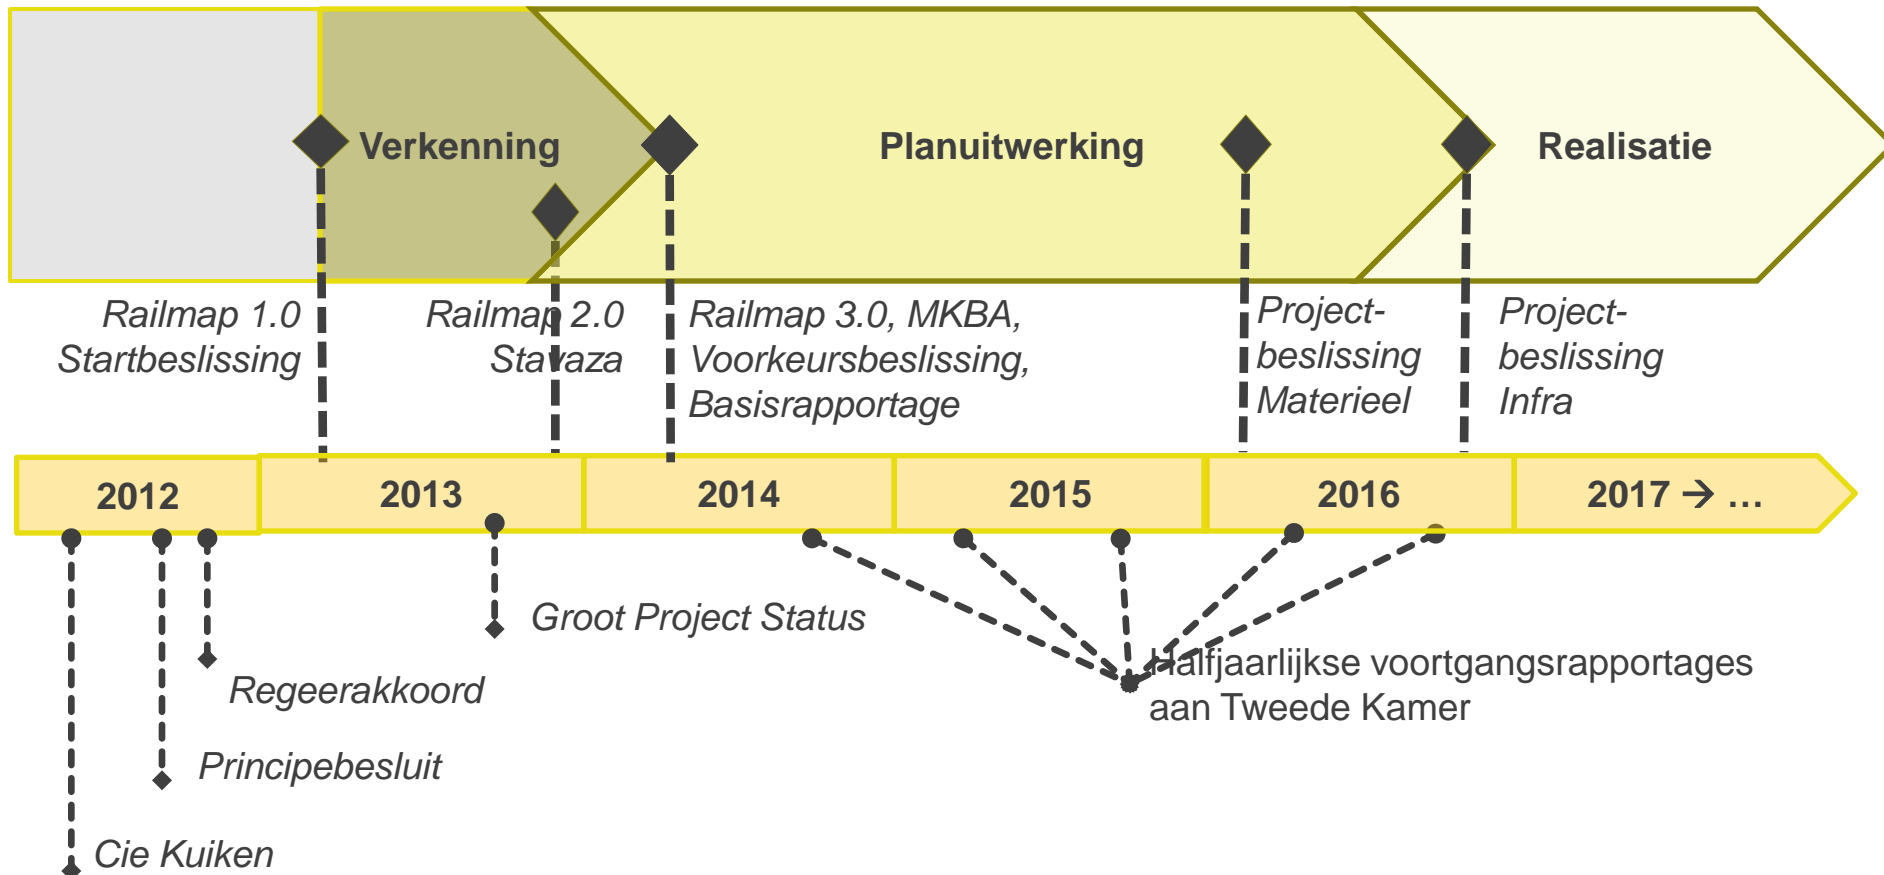 Verkenning
Planuitwerking
Realisatie
Railmap 1.0
Startbeslissing
Railmap 2.0
Stavaza
Railmap 3.0, MKBA,
Voorkeursbeslissing,
Basisrapportage
Project-
beslissing
Materieel
Project-
beslissing
Infra
2012
2013
2014
2015
2016
2017 → ...
Groot Project Status
Halfjaarlijkse voortgangsrapportages
aan Tweede Kamer
Regeerakkoord
Principebesluit
Cie Kuiken